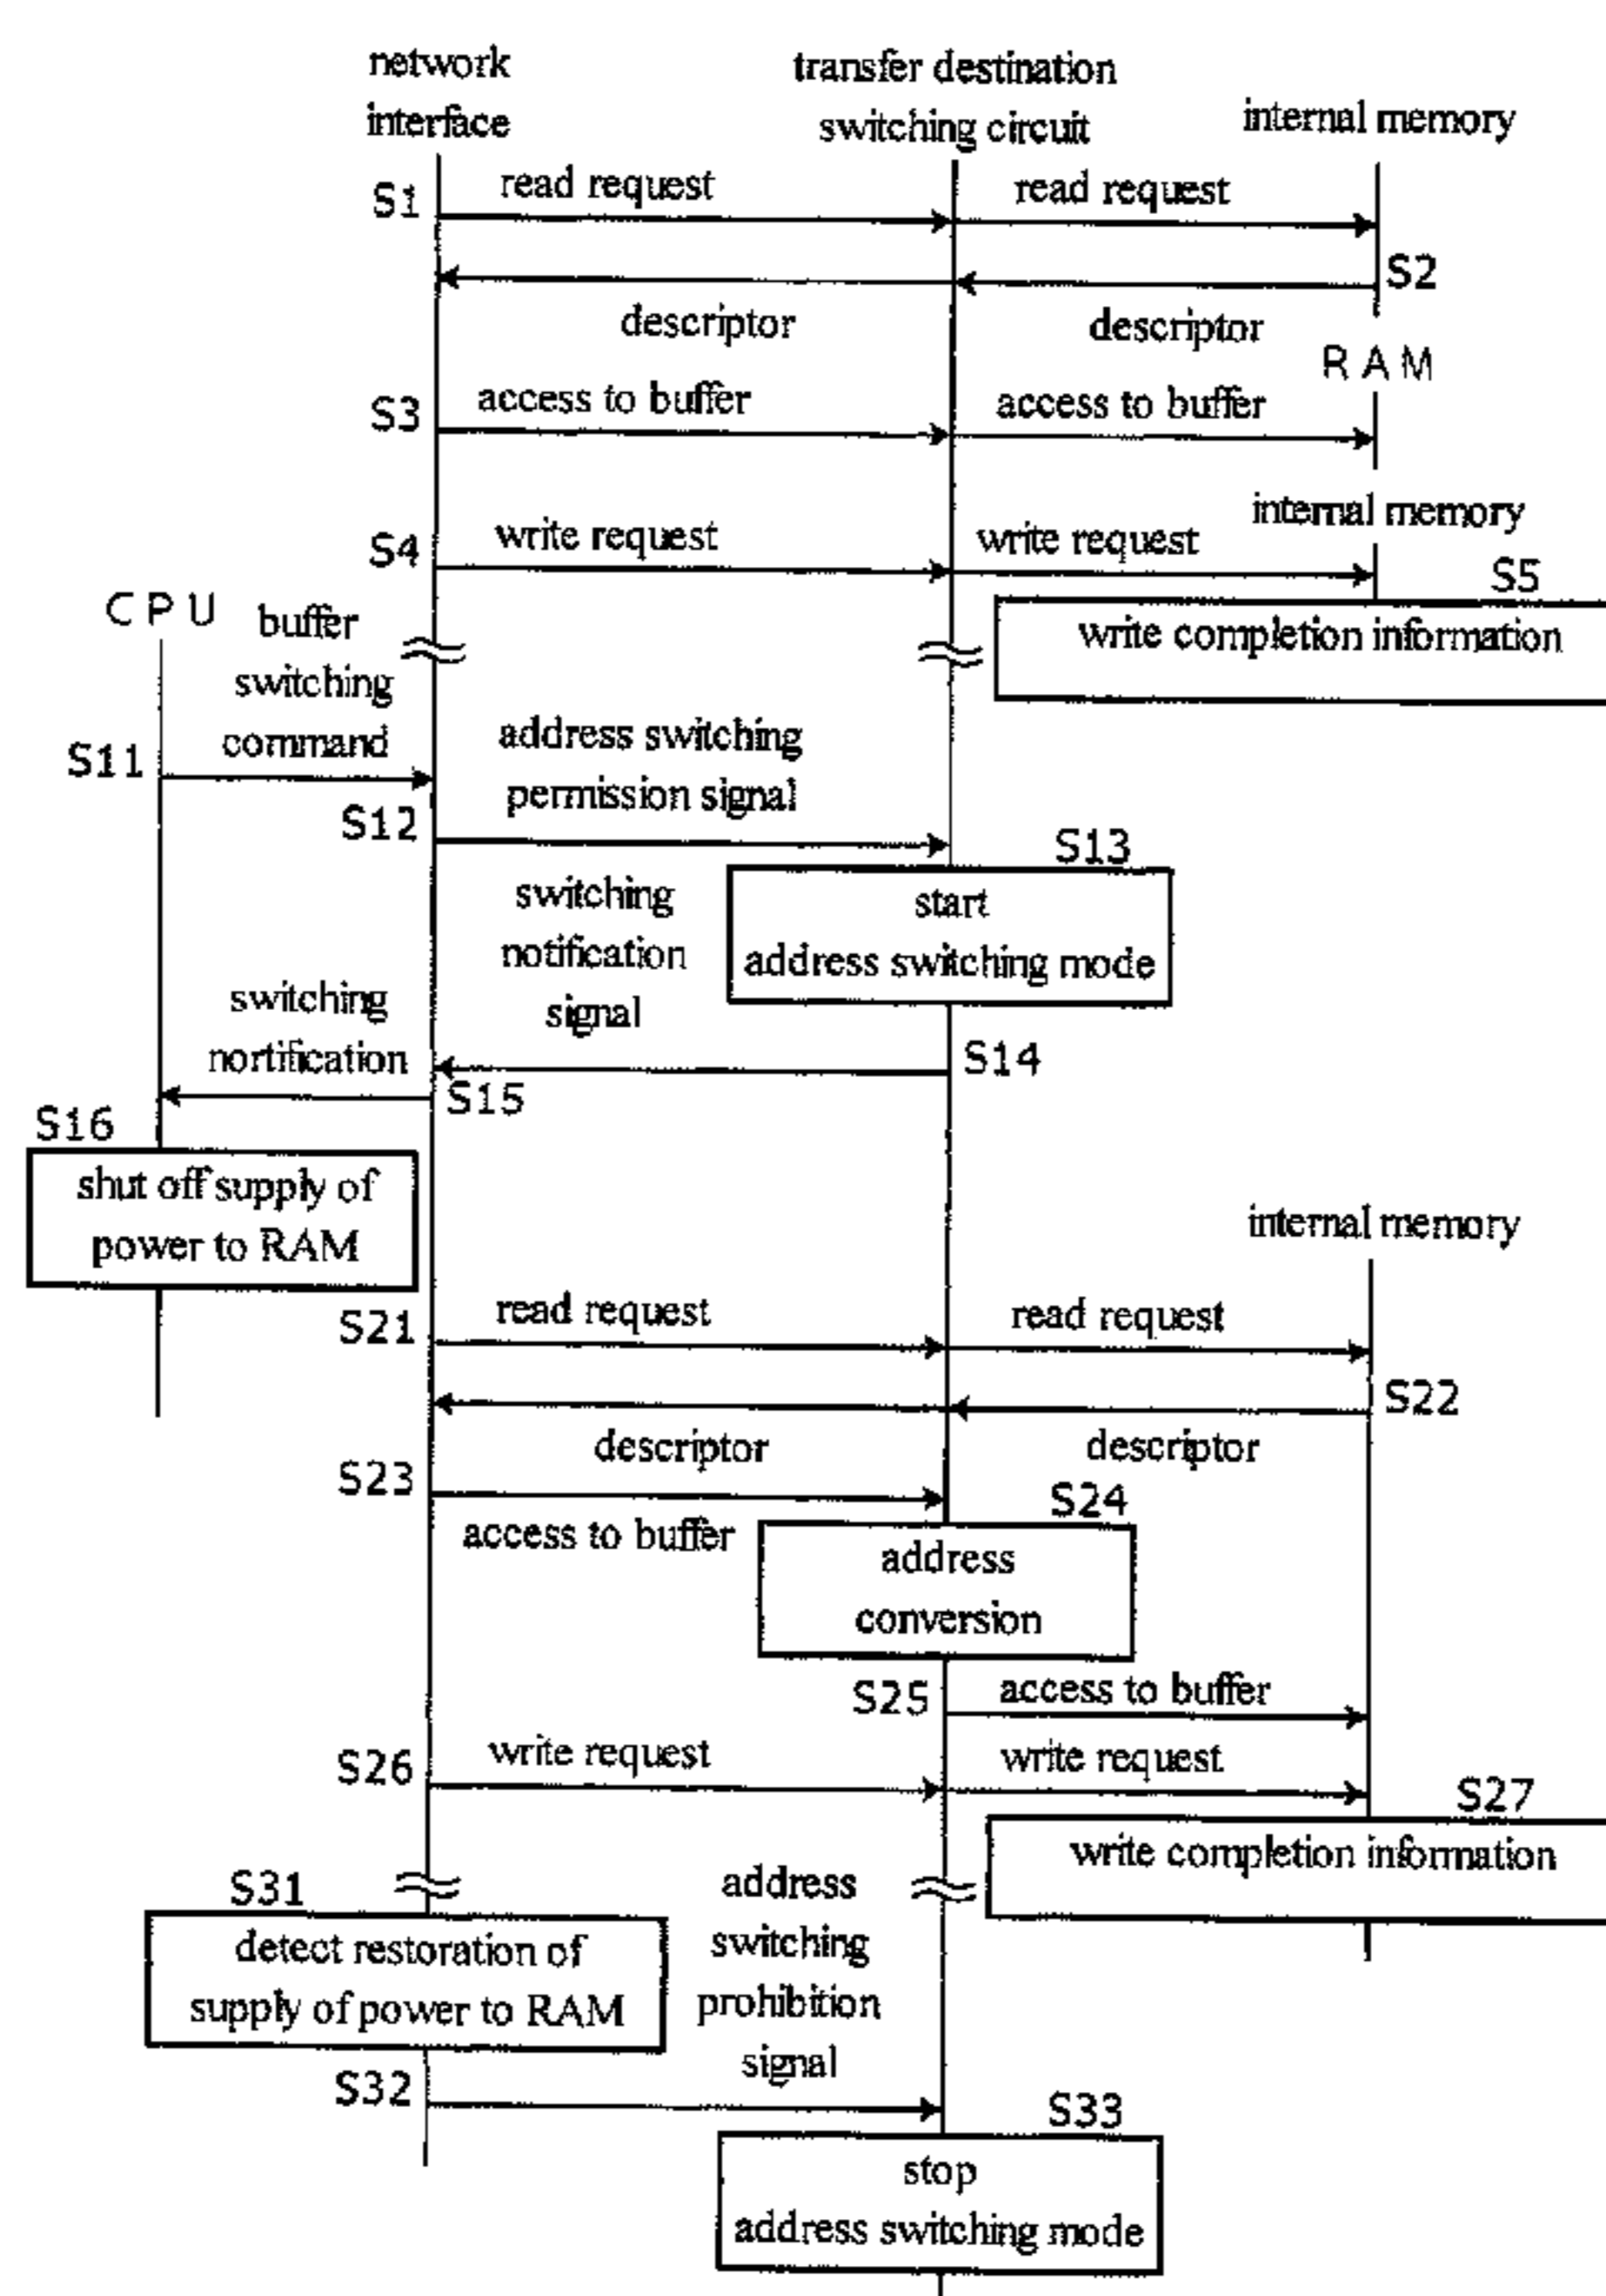 network
interface
transfer destination
switching circuit
internal memory
S1
read request
read request
S2
descriptor
descriptor
RAM
S3
access to buffer
access to buffer
internal memory
S4
write request
write request
S5
write completion information
CPU
buffer
switching
command
S11
address switching
permission signal
S12
S13
start
address switching mode
switching
notification
signal
S14
switching
nortification
S15
S16
shut off supply of
power to RAM
internal memory
S21
read request
read request
S22
descriptor
descriptor
S23
access to buffer
S24
address
conversion
S25
access to buffer
S26
write request
write request
S27
write completion information
S31
detect restoration of
supply of power to RAM
address
switching
prohibition
signal
S32
S33
stop
address switching mode